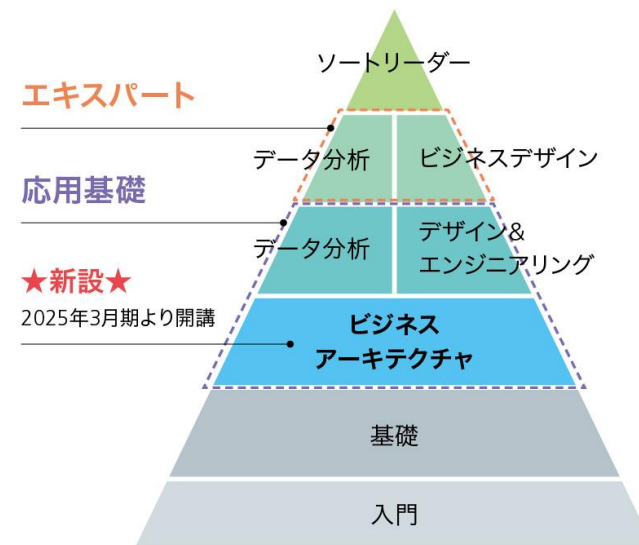 ソートリーダー
エキスパート
データ分析
ビジネスデザイン
応用基礎
データ分析
デザイン&
エンジニアリング
★新設★
2025年3月期より開講
ビジネス
アーキテクチャ
基礎
入門